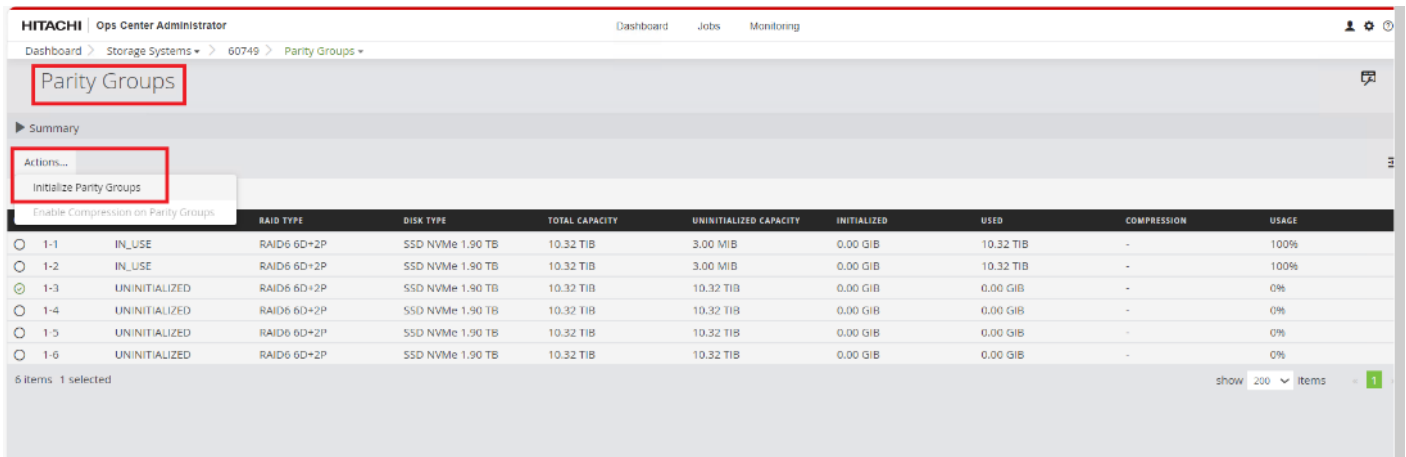 HITACHI Ops Center Administrator Dashboard Jobs Monitoring
Dashboard > Storage Systems > 60749 > Parity Groups
Parity Groups
Summary
Actions...
Initialize Parity Groups
Enable Compression on Parity Groups
RAID TYPE DISK TYPE TOTAL CAPACITY UNINITIALIZED CAPACITY INITIALIZED USED COMPRESSION USAGE
1-1 IN_USE RAID6 6D+2P SSD NVMe 1.90 TB 10.32 TIB 3.00 MIB 0.00 GIB 10.32 TIB - 100%
1-2 IN_USE RAID6 6D+2P SSD NVMe 1.90 TB 10.32 TIB 3.00 MIB 0.00 GIB 10.32 TIB - 100%
1-3 UNINITIALIZED RAID6 6D+2P SSD NVMe 1.90 TB 10.32 TIB 10.32 TIB 0.00 GIB 0.00 GIB - 0%
1-4 UNINITIALIZED RAID6 6D+2P SSD NVMe 1.90 TB 10.32 TIB 10.32 TIB 0.00 GIB 0.00 GIB - 0%
1-5 UNINITIALIZED RAID6 6D+2P SSD NVMe 1.90 TB 10.32 TIB 10.32 TIB 0.00 GIB 0.00 GIB - 0%
1-6 UNINITIALIZED RAID6 6D+2P SSD NVMe 1.90 TB 10.32 TIB 10.32 TIB 0.00 GIB 0.00 GIB - 0%
6 items 1 selected show 200 items 1